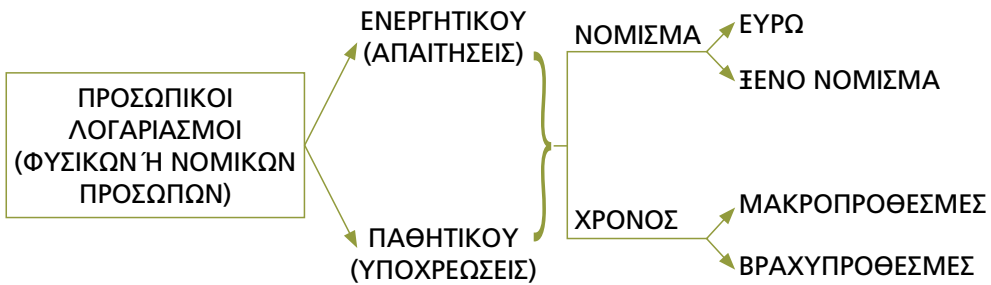 ΠΡΟΣΩΠΙΚΟΙ
ΛΟΓΑΡΙΑΣΜΟΙ
(ΦΥΣΙΚΩΝ Ή ΝΟΜΙΚΩΝ
ΠΡΟΣΩΠΩΝ)
ΕΝΕΡΓΗΤΙΚΟΥ
(ΑΠΑΙΤΗΣΕΙΣ)
ΠΑΘΗΤΙΚΟΥ
(ΥΠΟΧΡΕΩΣΕΙΣ)
ΝΟΜΙΣΜΑ
ΕΥΡΩ
ΞΕΝΟ ΝΟΜΙΣΜΑ
ΧΡΟΝΟΣ
ΜΑΚΡΟΠΡΟΘΕΣΜΕΣ
ΒΡΑΧΥΠΡΟΘΕΣΜΕΣ